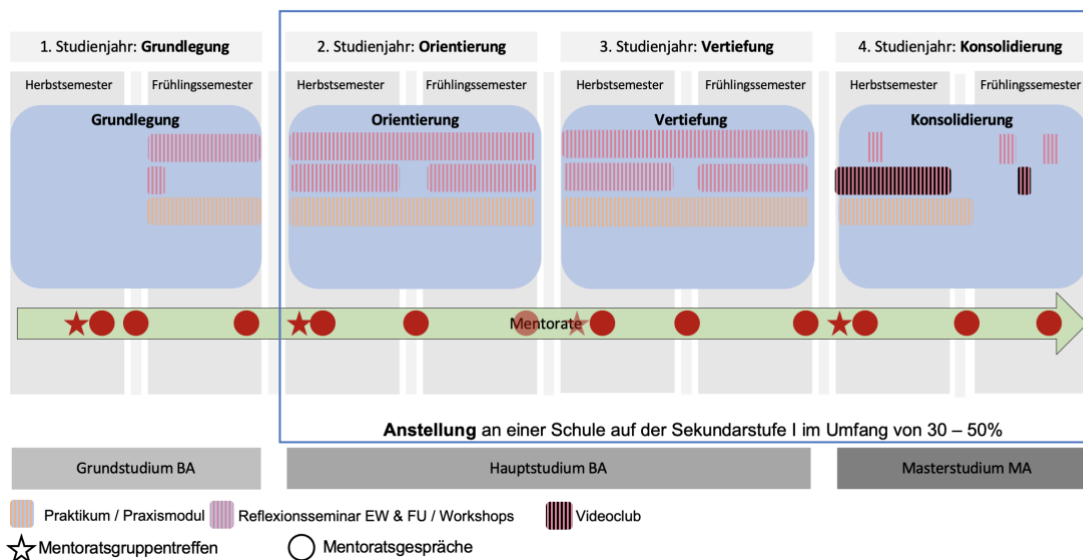 1. Studienjahr: Grundlegung
2. Studienjahr: Orientierung
3. Studienjahr: Vertiefung
4. Studienjahr: Konsolidierung
Herbstsemester
Frühlingssemester
Herbstsemester
Frühlingssemester
Herbstsemester
Frühlingssemester
Herbstsemester
Frühlingssemester
Grundlegung
Orientierung
Vertiefung
Konsolidierung
Mentorate
Anstellung an einer Schule auf der Sekundarstufe I im Umfang von 30 – 50%
Grundstudium BA
Hauptstudium BA
Masterstudium MA
Praktikum / Praxismodul
Reflexionsseminar EW & FU / Workshops
Videoclub
Mentoratsgruppentreffen
Mentoratsgespräche